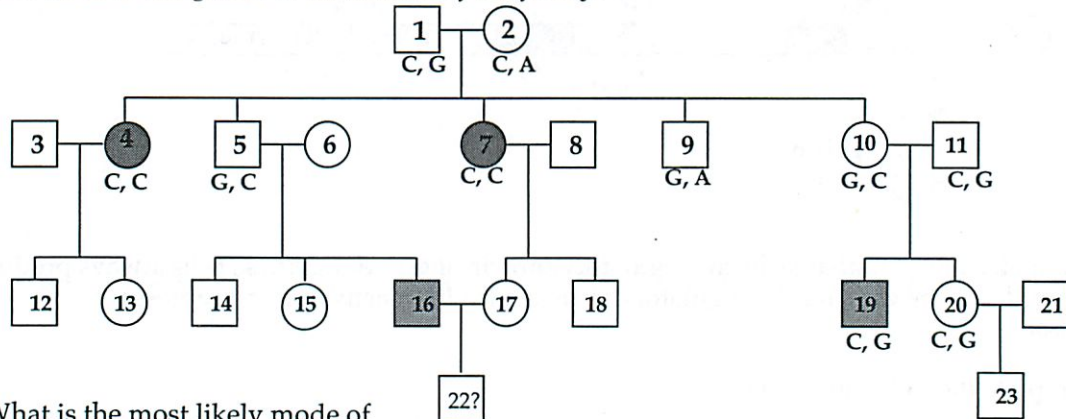 1 2
C, G C, A
3 4 5 6 7 8 9 10 11
C, C G, C C, C G, A G, C C, G
12 13 14 15 16 17 18 19 20 21
C, G C, G
22? 23
What is the most likely mode of